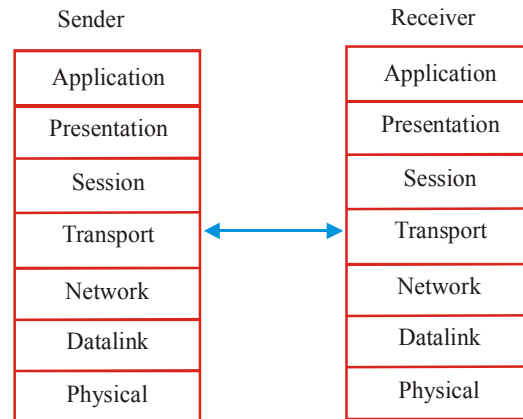 Sender
Application
Presentation
Session
Transport
Network
Datalink
Physical
Receiver
Application
Presentation
Session
Transport
Network
Datalink
Physical